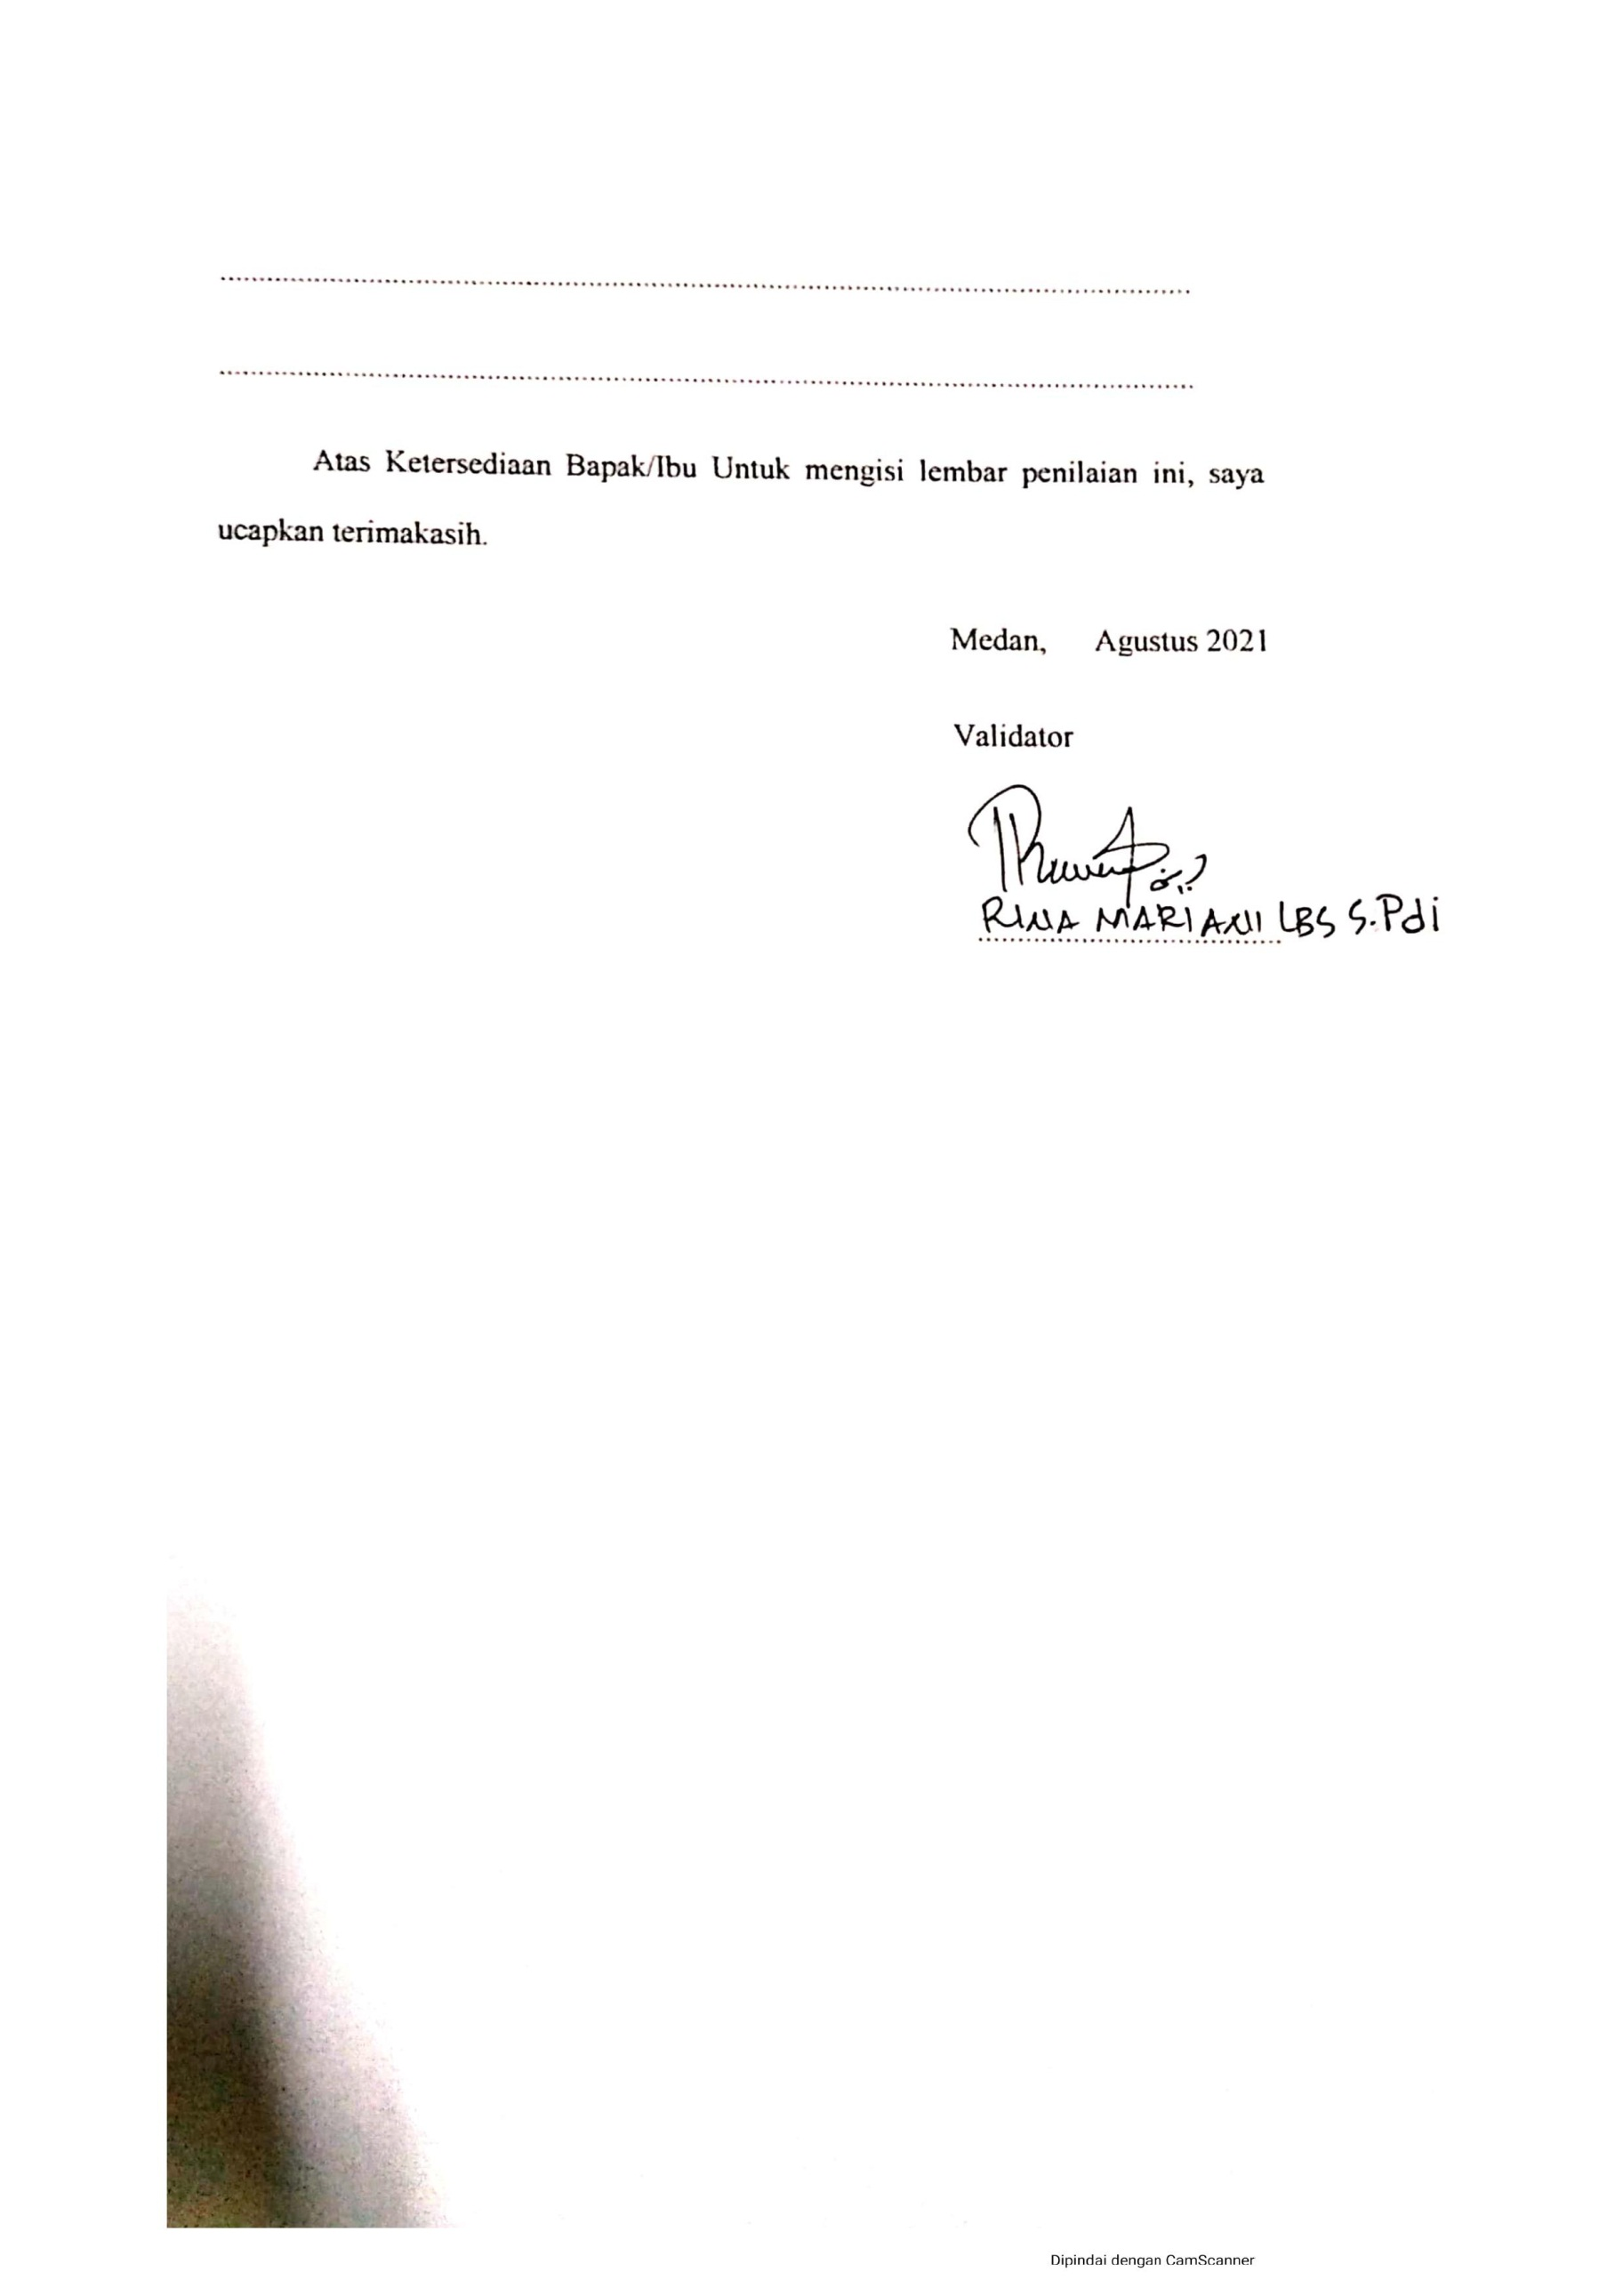 ........................................................................................................................
........................................................................................................................
Atas Ketersediaan Bapak/Ibu Untuk mengisi lembar penilaian ini, saya
ucapkan terimakasih.
Medan, Agustus 2021
Validator
RINA MARIANI LBS S.Pdi
Dipindai dengan CamScanner